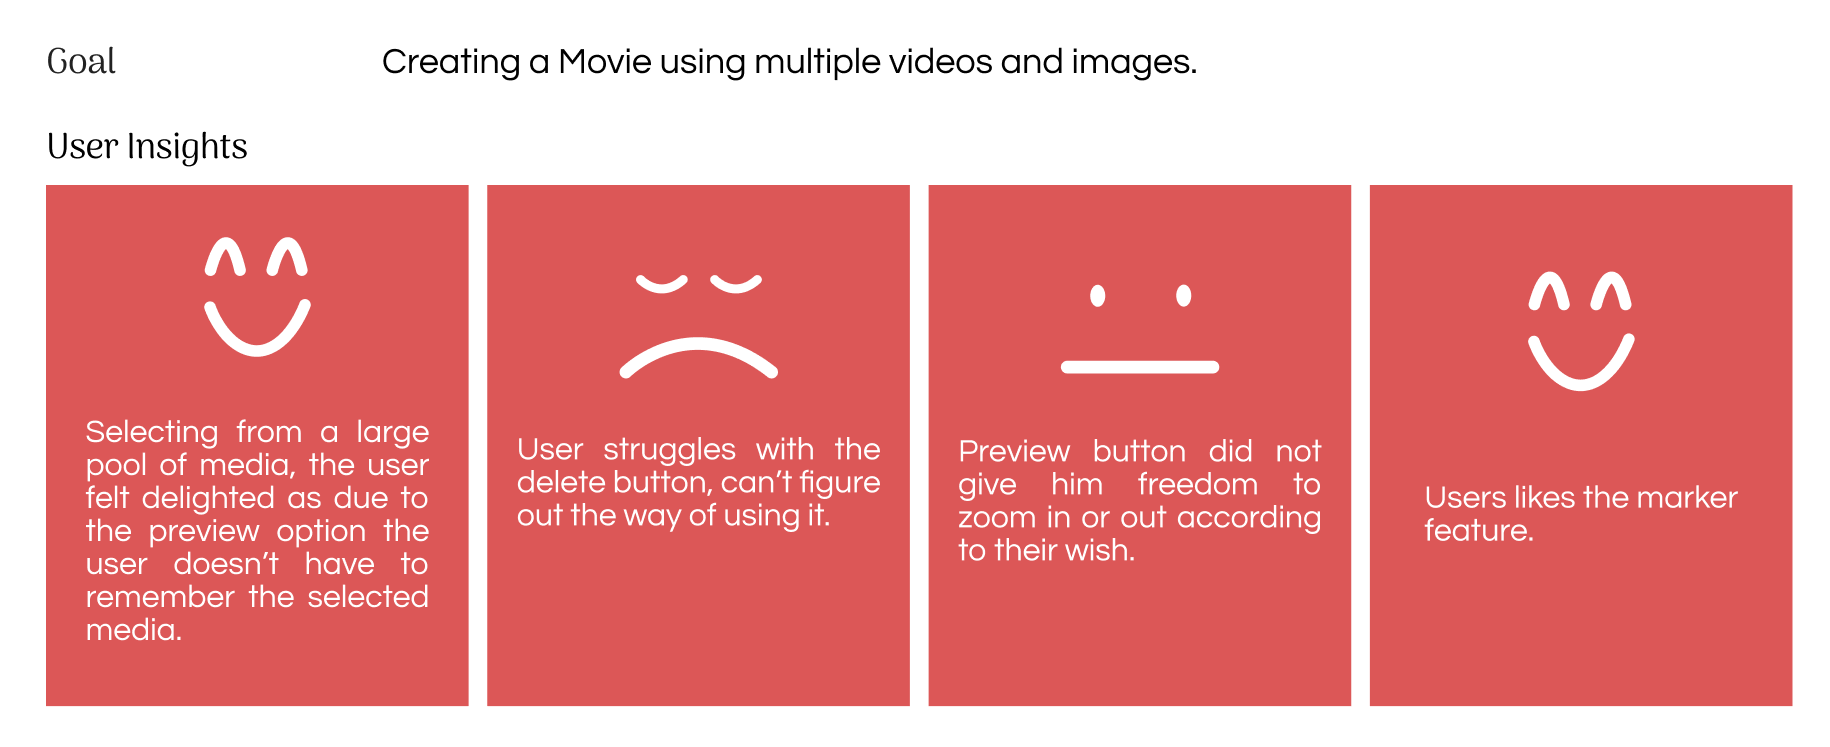 Goal
Creating a Movie using multiple videos and images.
User Insights
Selecting from a large
pool of media, the user
felt delighted as due to
the preview option the
user doesn't have to
remember the selected
media.
User struggles with the
delete button, can't figure
out the way of using it.
Preview button did not
give him freedom to
zoom in or out according
to their wish.
Users likes the marker
feature.